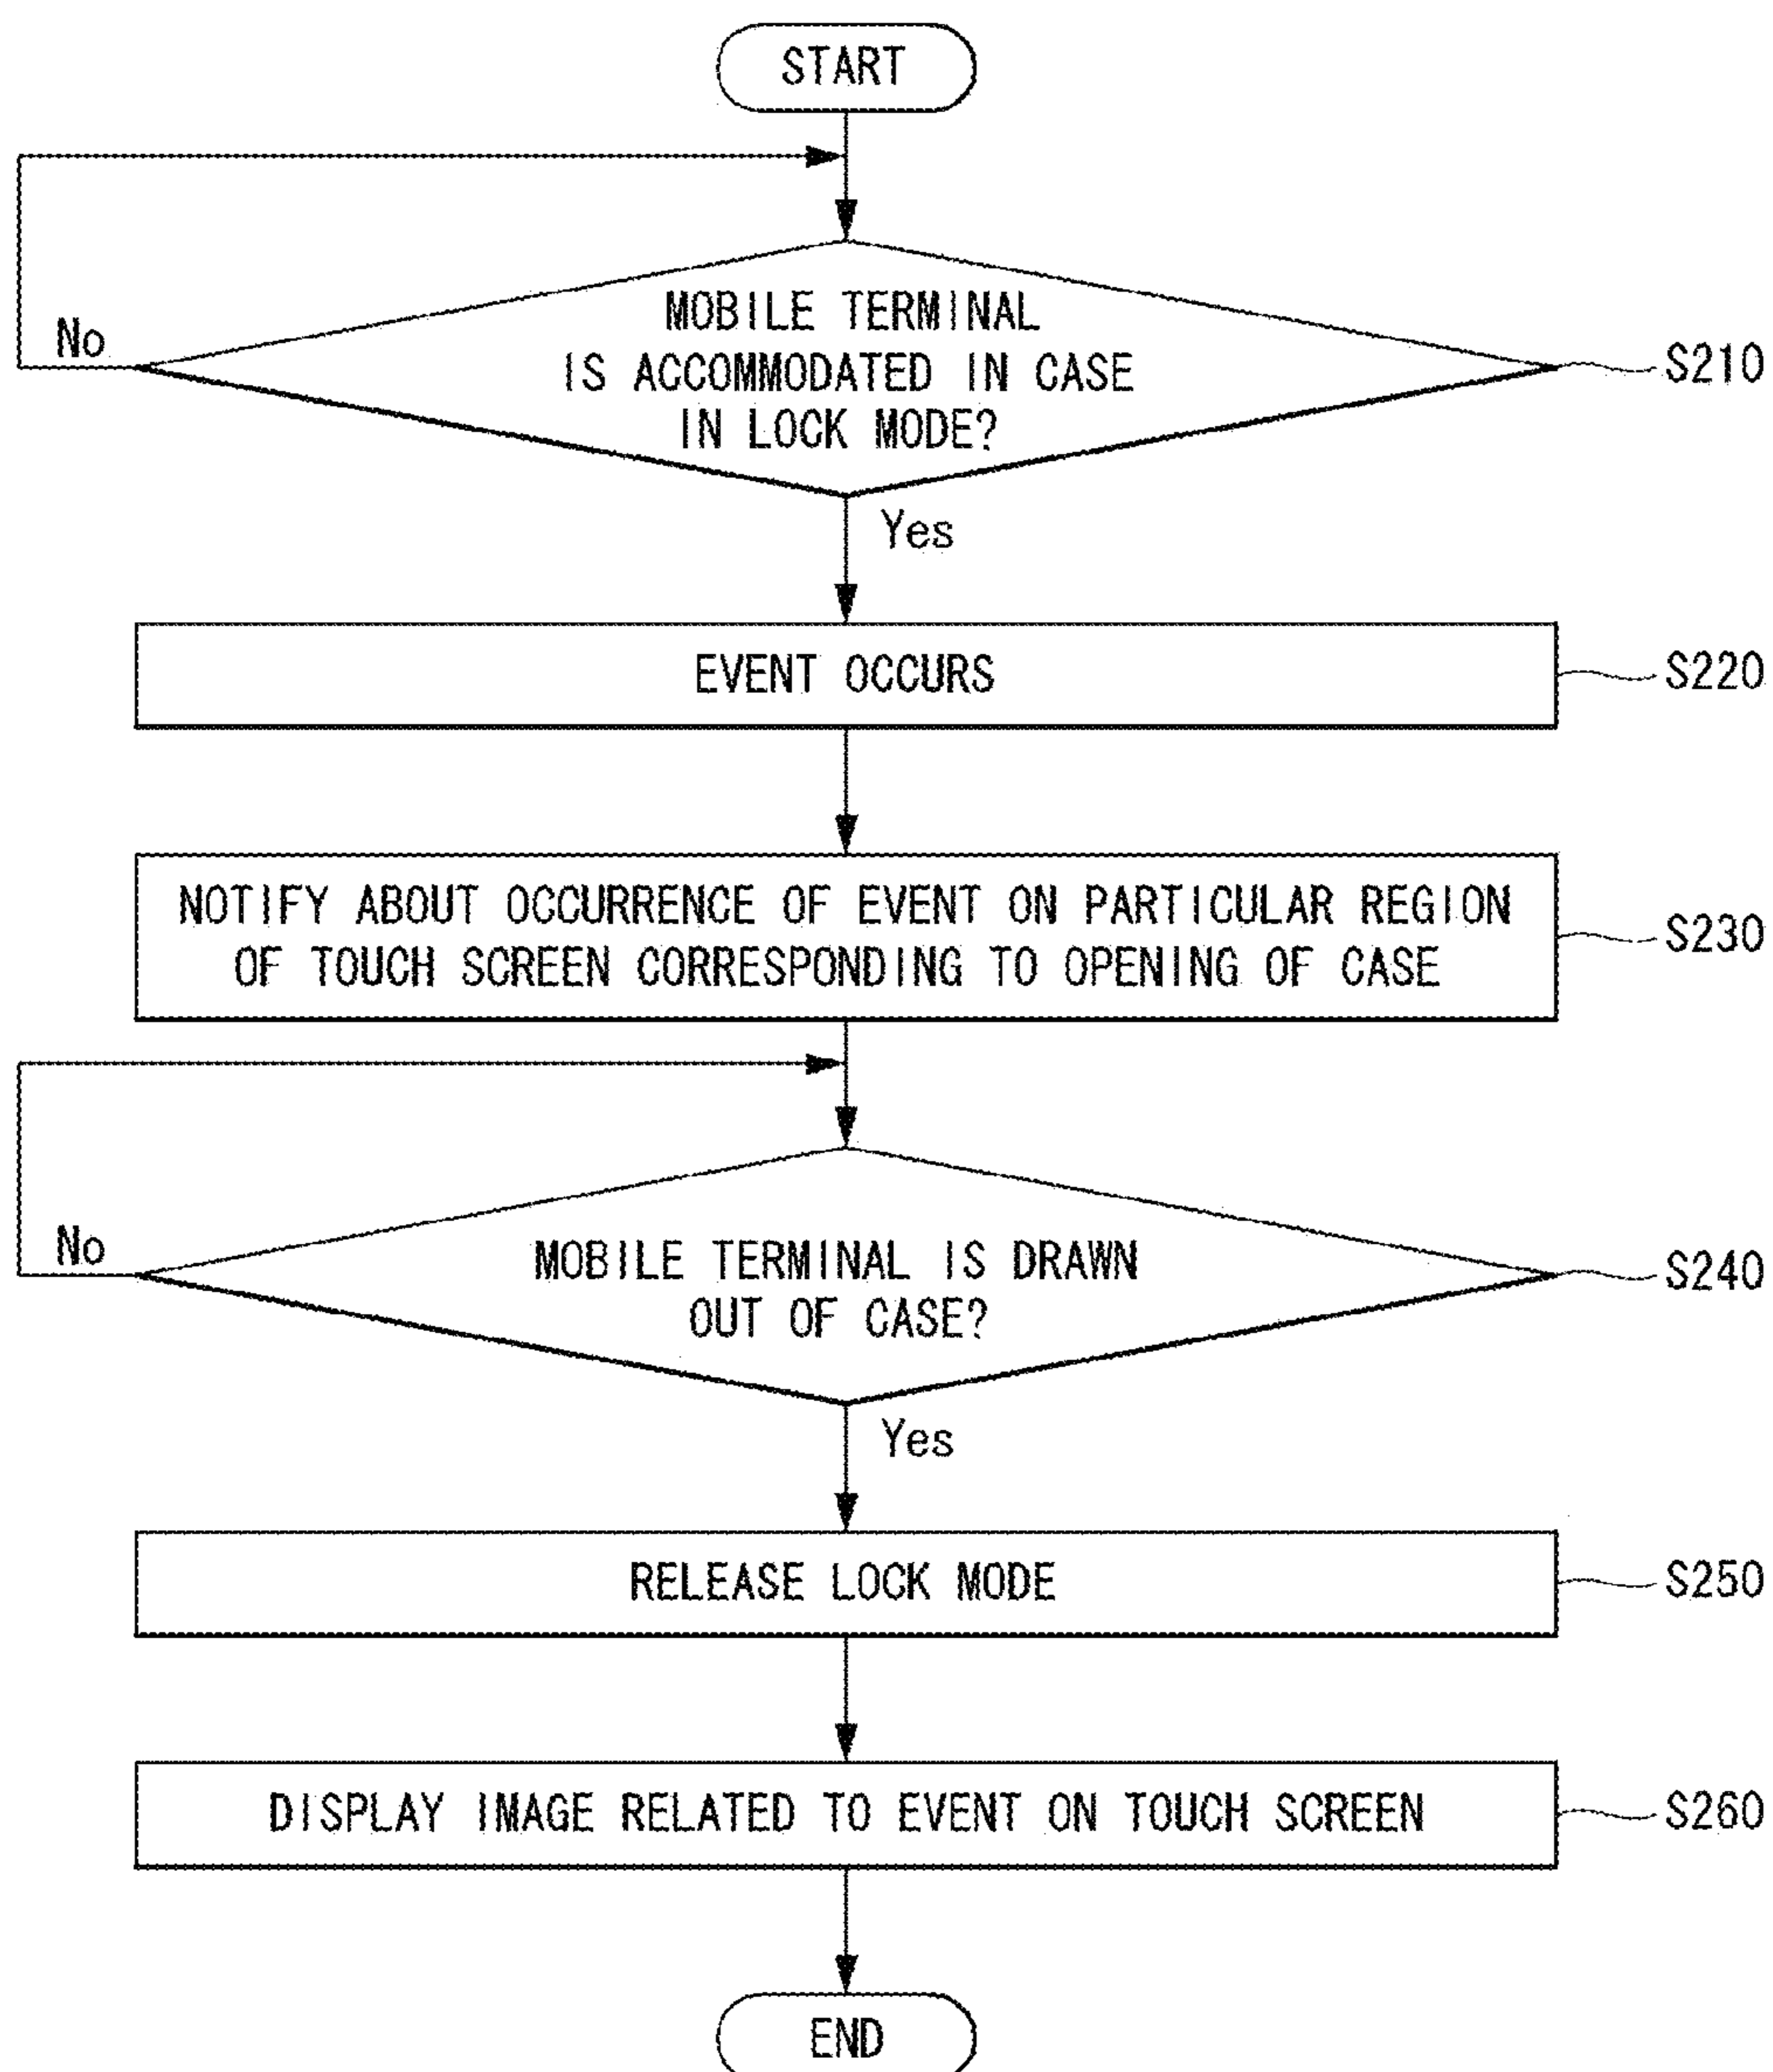 START
No
MOBILE TERMINAL
IS ACCOMMODATED IN CASE
IN LOCK MODE?
S210
Yes
EVENT OCCURS
S220
NOTIFY ABOUT OCCURRENCE OF EVENT ON PARTICULAR REGION
OF TOUCH SCREEN CORRESPONDING TO OPENING OF CASE
S230
No
MOBILE TERMINAL IS DRAWN
OUT OF CASE?
S240
Yes
RELEASE LOCK MODE
S250
DISPLAY IMAGE RELATED TO EVENT ON TOUCH SCREEN
S260
END